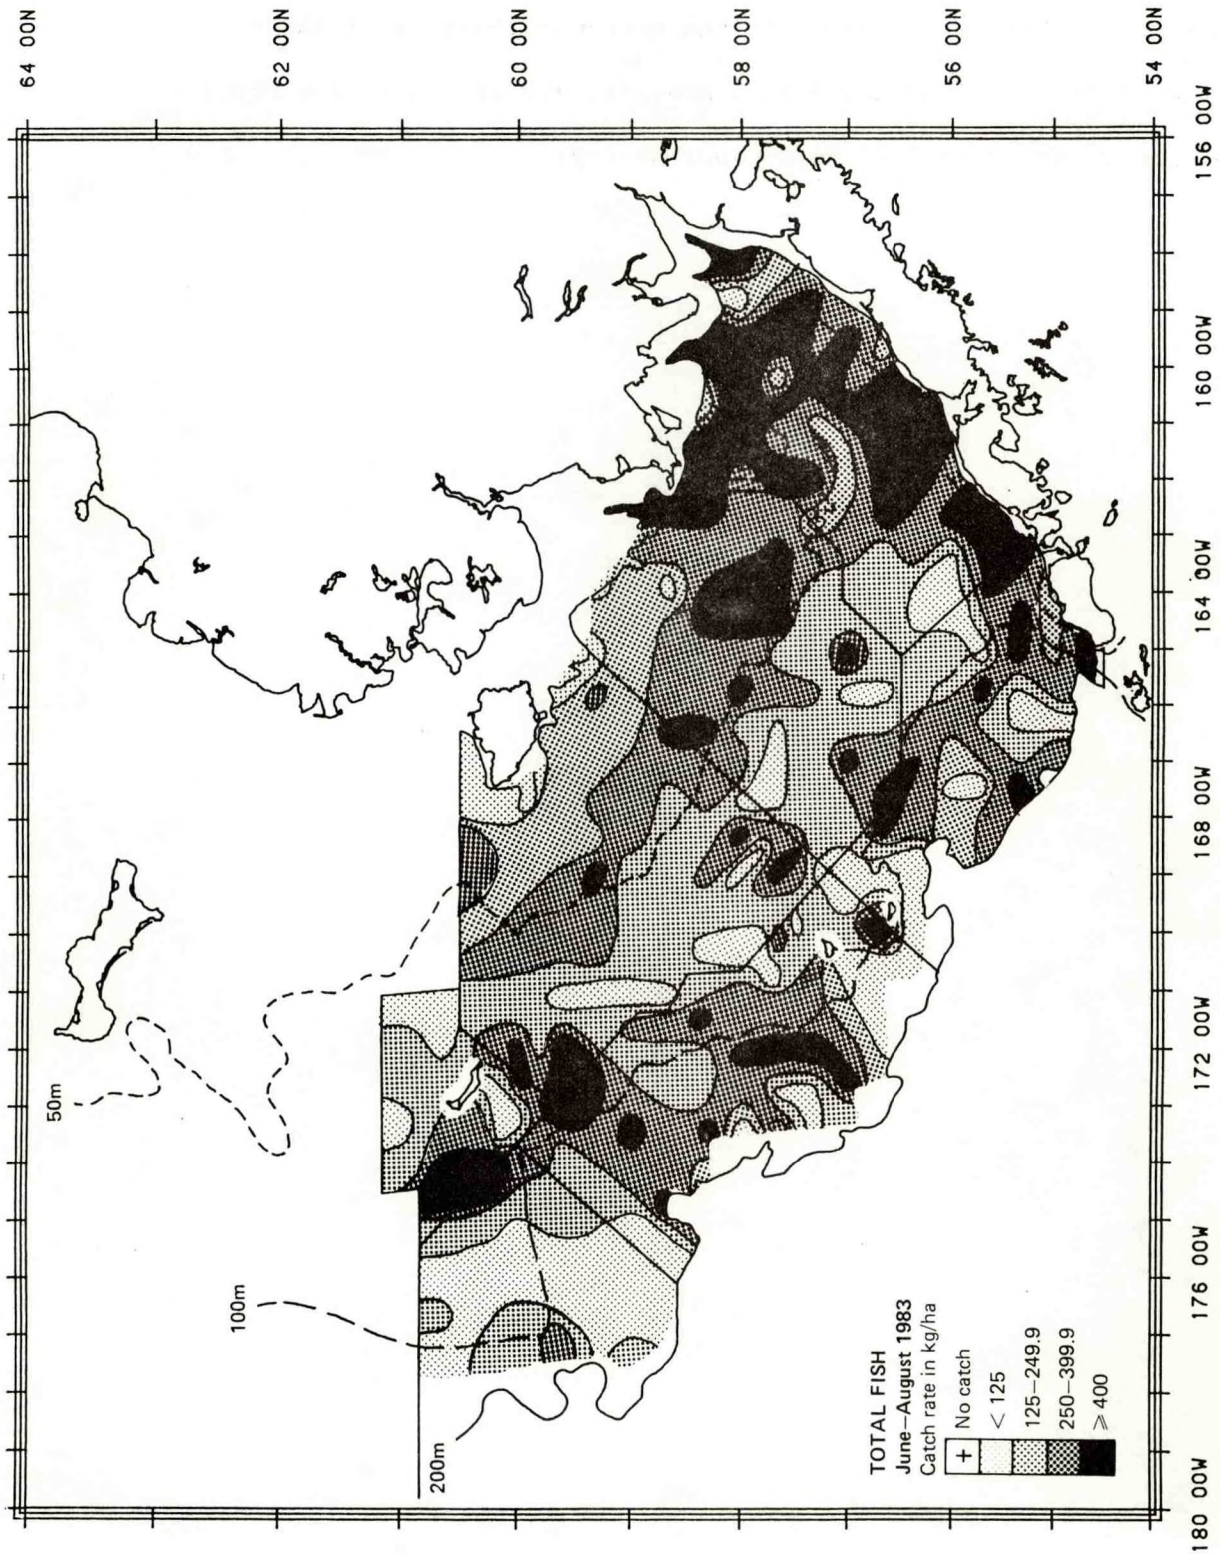 64 00N
62 00N
60 00N
58 00N
56 00N
54 00N
156 00W
160 00W
164 00W
168 00W
172 00W
176 00W
180 00W
50m
100m
200m
TOTAL FISH
June—August 1983
Catch rate in kg/ha
+ No catch
< 125
125—249.9
250—399.9
⩾ 400